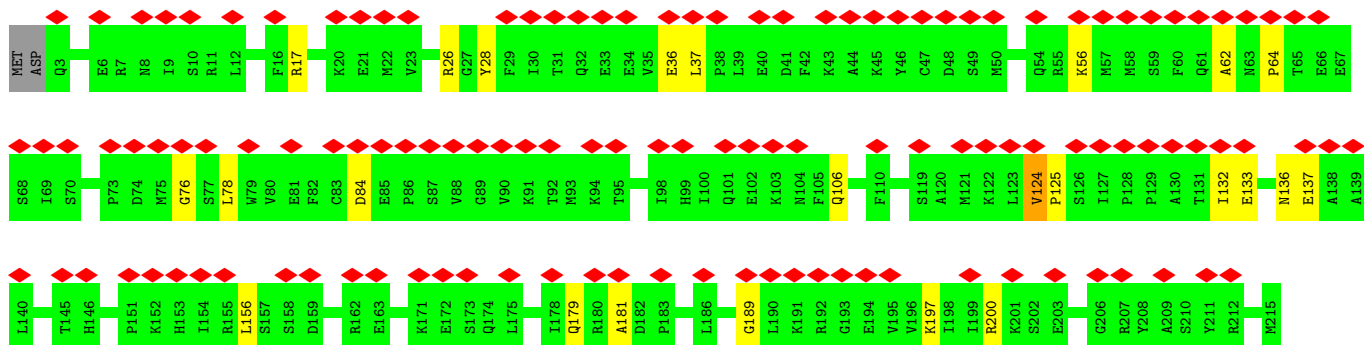 MET ASP Q3 E6 R7 N8 I9 S10 R11 L12 F16 R17 K20 E21 M22 V23 R26 G27 Y28 F29 I30 T31 Q32 E33 E34 V35 E36 L37 P38 L39 E40 D41 F42 K43 A44 K45 Y46 C47 D48 S49 M50 Q54 R55 K56 M57 M58 S59 F60 Q61 A62 N63 P64 T65 E66 E67
S68 I69 S70 P73 D74 M75 G76 S77 L78 W79 V80 E81 F82 C83 D84 E85 P86 S87 V88 G89 V90 K91 T92 M93 K94 T95 I98 H99 I100 Q101 E102 K103 N104 F105 Q106 F110 S119 A120 M121 K122 L123 V124 P125 S126 I127 P128 P129 A130 T131 I132 E133 N136 E137 A138 A139
L140 T145 H146 P151 K152 H153 I154 R155 L156 S157 S158 D159 R162 E163 K171 E172 S173 Q174 L175 I178 Q179 R180 A181 D182 P183 L186 G189 L190 K191 R192 G193 E194 V195 V196 K197 I198 I199 R200 K201 S202 E203 G206 R207 Y208 A209 S210 Y211 R212 M215